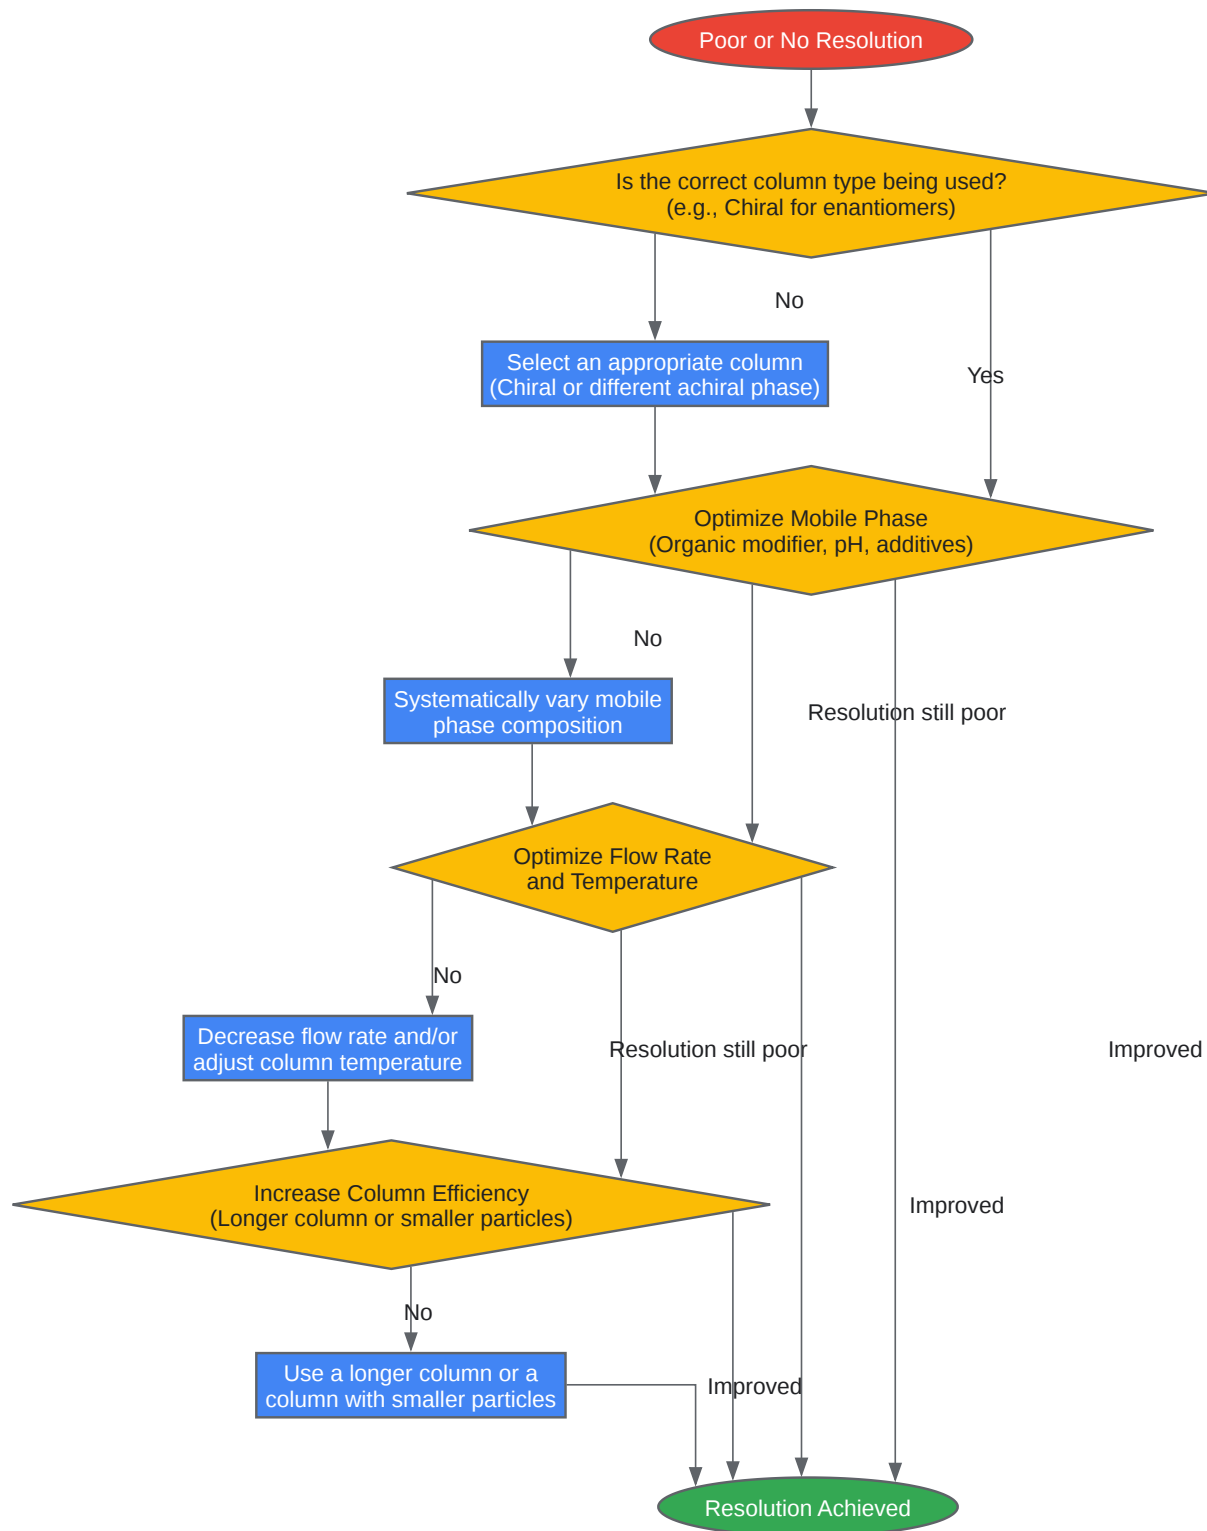 Poor or No Resolution
Is the correct column type being used?
(e.g., Chiral for enantiomers)
No
Select an appropriate column
(Chiral or different achiral phase)
Yes
Optimize Mobile Phase
(Organic modifier, pH, additives)
No
Systematically vary mobile
phase composition
Resolution still poor
Optimize Flow Rate
and Temperature
No
Decrease flow rate and/or
adjust column temperature
Resolution still poor
Improved
Increase Column Efficiency
(Longer column or smaller particles)
Improved
No
Use a longer column or a
column with smaller particles
Improved
Resolution Achieved